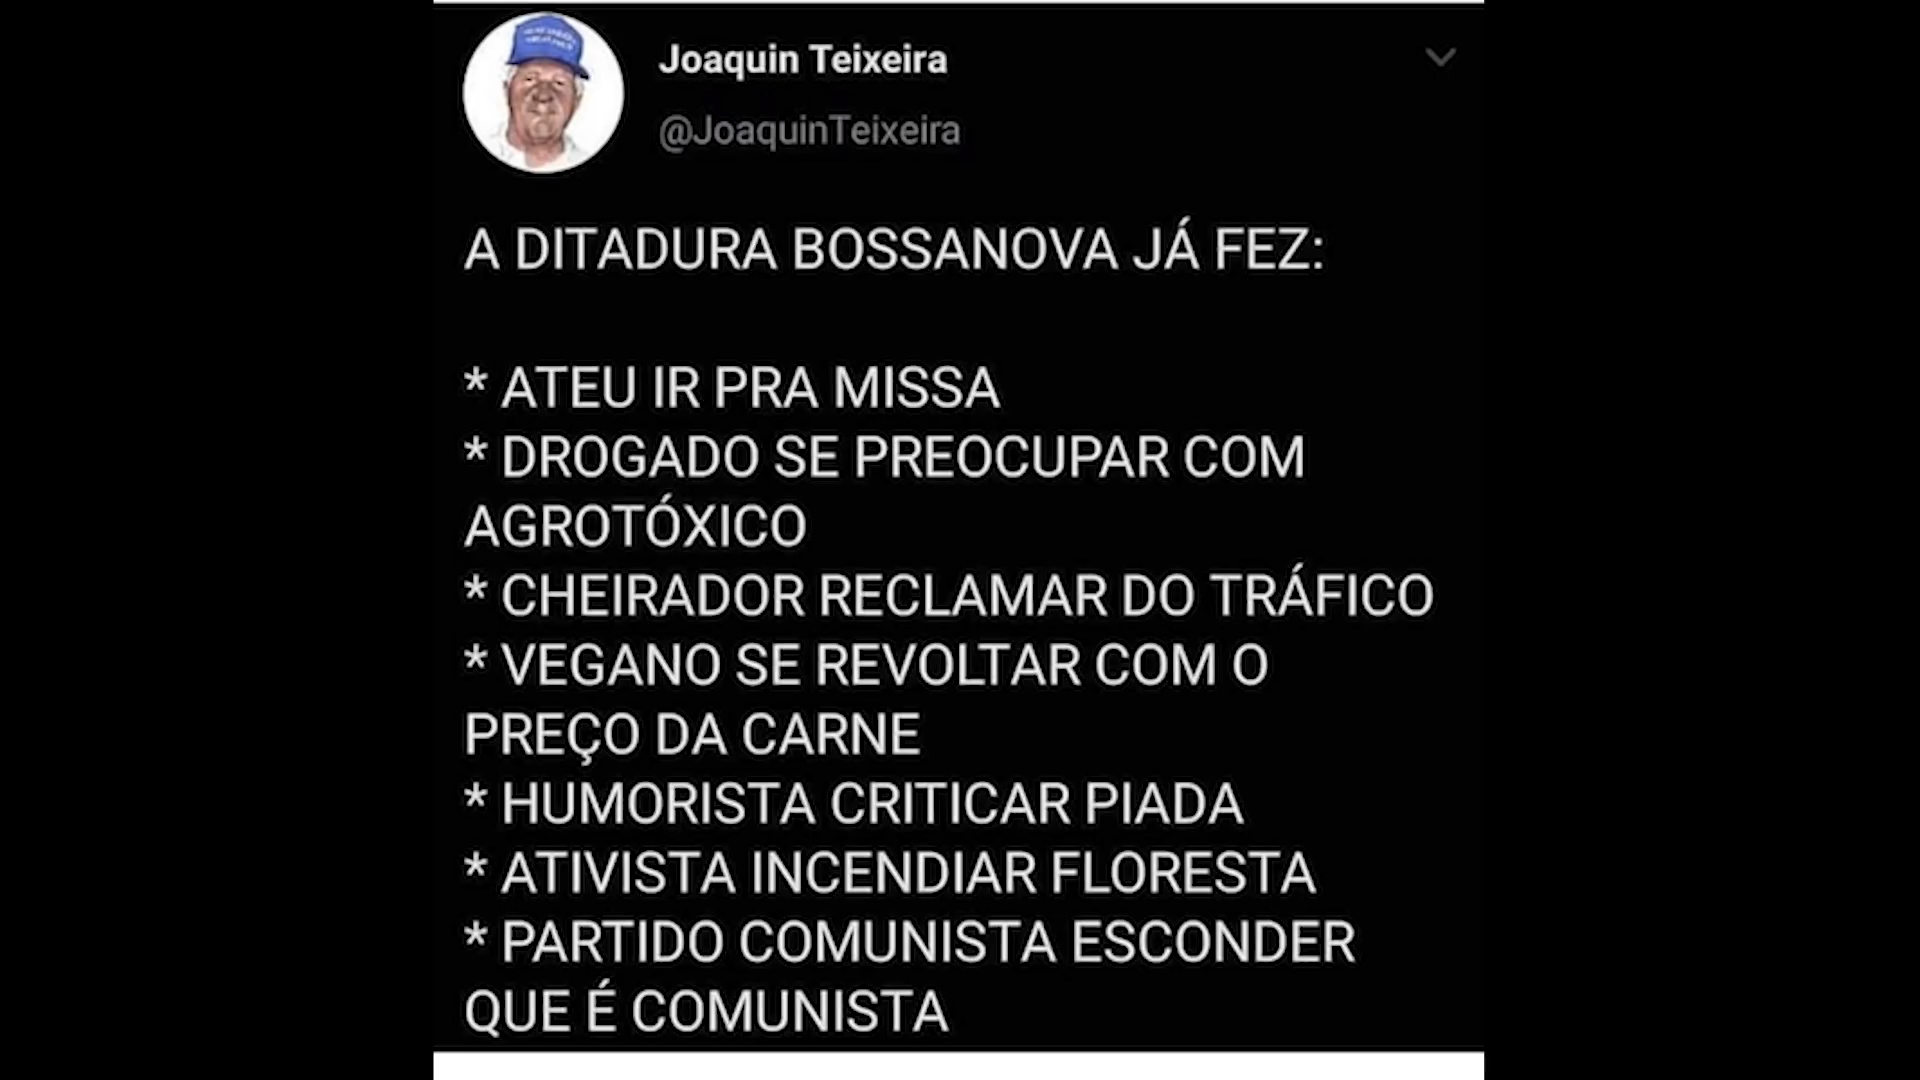 Joaquin Teixeira
@JoaquinTeixeira
A DITADURA BOSSANOVA JÁ FEZ:
* ATEU IR PRA MISSA
* DROGADO SE PREOCUPAR COM
AGROTÓXICO
* CHEIRADOR RECLAMAR DO TRÁFICO
* VEGANO SE REVOLTAR COM O
PREÇO DA CARNE
* HUMORISTA CRITICAR PIADA
* ATIVISTA INCENDIAR FLORESTA
* PARTIDO COMUNISTA ESCONDER
QUE É COMUNISTA